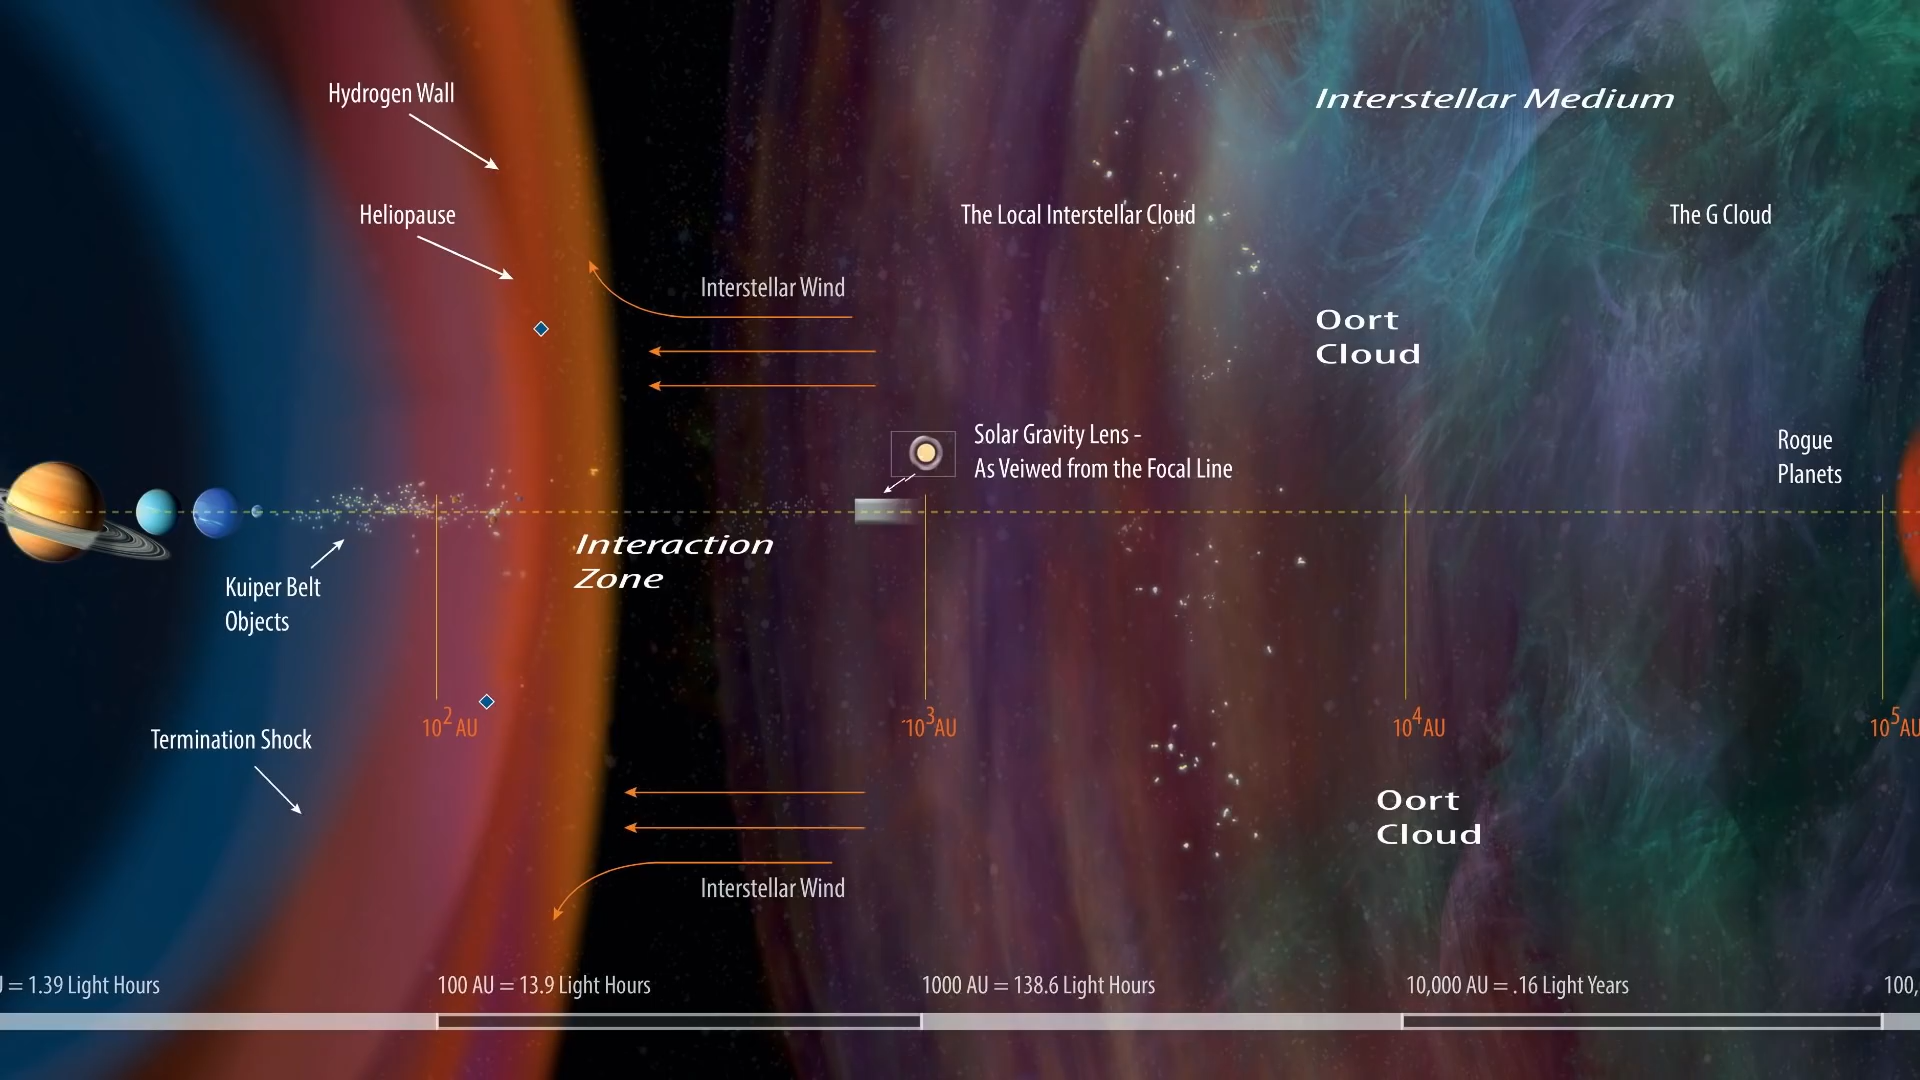 Hydrogen Wall
Interstellar Medium
Heliopause
The Local Interstellar Cloud
The G Cloud
Interstellar Wind
Oort
Cloud
Solar Gravity Lens -
As Veiwed from the Focal Line
Rogue
Planets
Interaction
Zone
Kuiper Belt
Objects
Termination Shock
10² AU
10³AU
10⁴AU
10⁵AU
Oort
Cloud
Interstellar Wind
= 1.39 Light Hours
100 AU = 13.9 Light Hours
1000 AU = 138.6 Light Hours
10,000 AU = .16 Light Years
100,